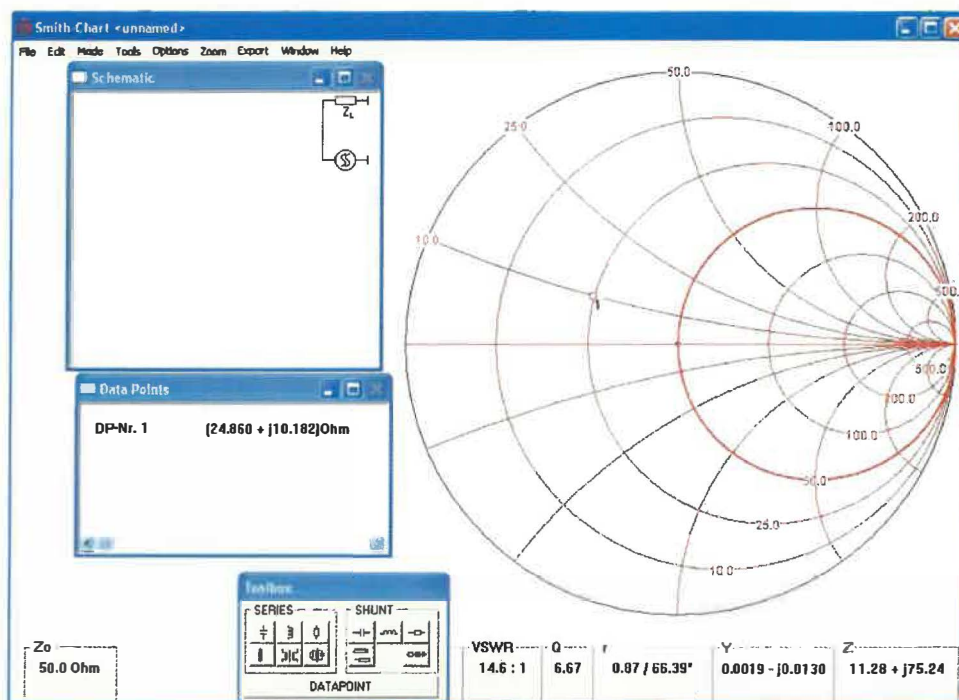 Smith-Chart <unnamed>
File Edit Mode Tools Options Zoom Export Window Help
Schematic
ZL
Data Points
DP-Nr. 1 (24.860 + j10.182)Ohm
Toolbox
SERIES SHUNT
DATAPOINT
Zo
50.0 Ohm
VSWR
14.6 : 1
Q
6.67
r
0.87 / 66.39°
Y
0.0019 - j0.0130
Z
11.28 + j75.24
50.0
25.0
100.0
10.0
200.0
500.
1
500.0
200.0
100.0
50.0
25.0
10.0